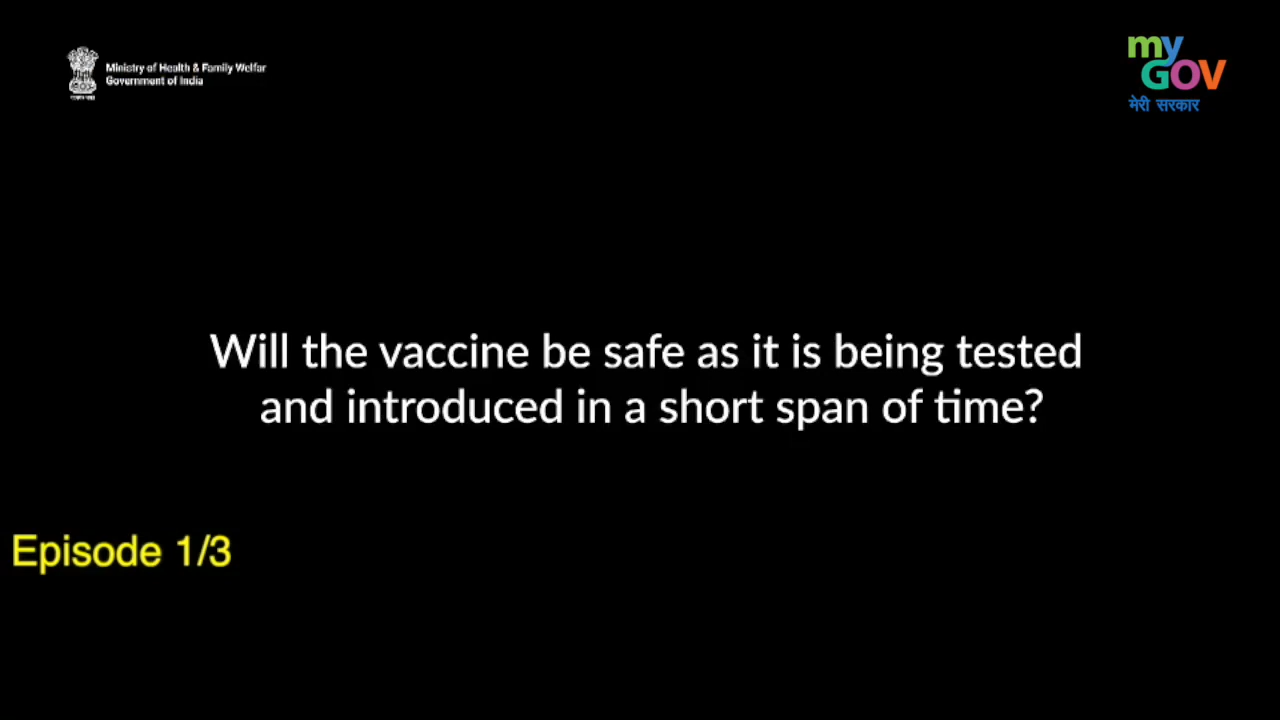 Ministry of Health & Family Welfar
Government of India
my
GOV
मेरी सरकार
Will the vaccine be safe as it is being tested
and introduced in a short span of time?
Episode 1/3